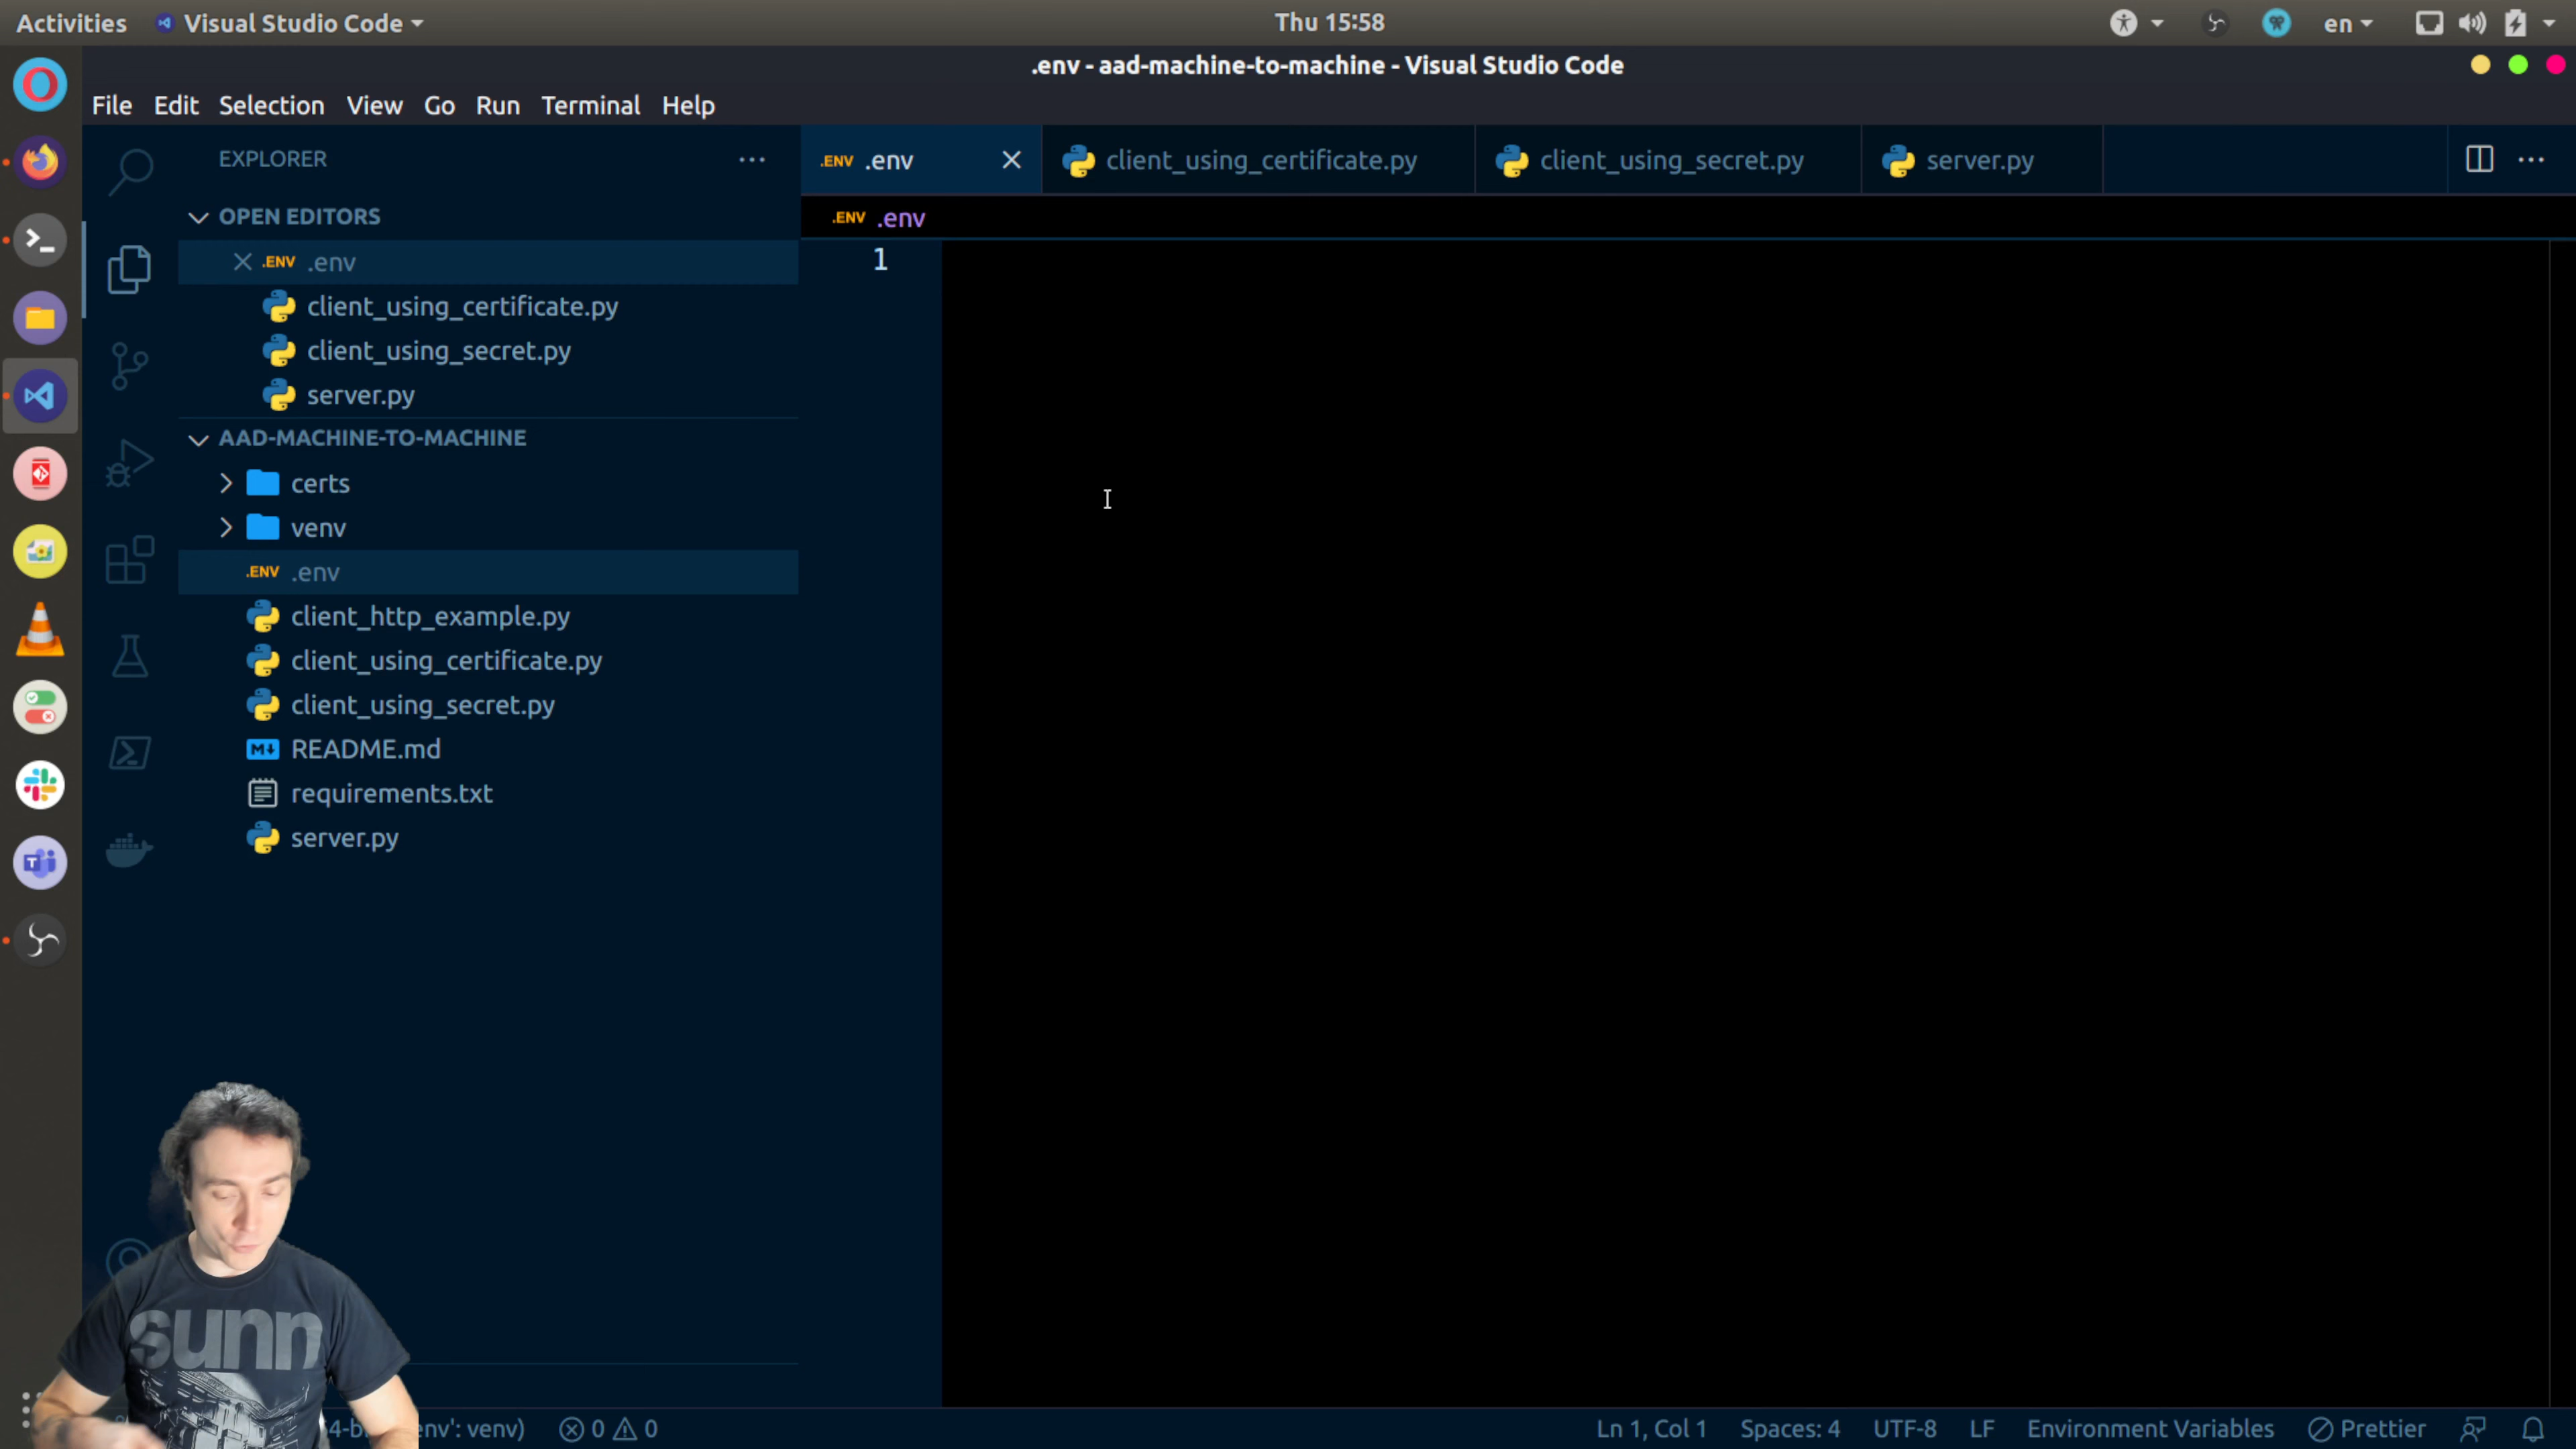 Activities Visual Studio Code Thu 15:58 en
.env - aad-machine-to-machine - Visual Studio Code
File Edit Selection View Go Run Terminal Help
EXPLORER
.ENV .env client_using_certificate.py client_using_secret.py server.py
OPEN EDITORS
.ENV .env
.ENV .env
1
client_using_certificate.py
client_using_secret.py
server.py
AAD-MACHINE-TO-MACHINE
certs
venv
.ENV .env
client_http_example.py
client_using_certificate.py
client_using_secret.py
README.md
requirements.txt
server.py
sunn
env': venv) 0 0 Ln 1, Col 1 Spaces: 4 UTF-8 LF Environment Variables Prettier